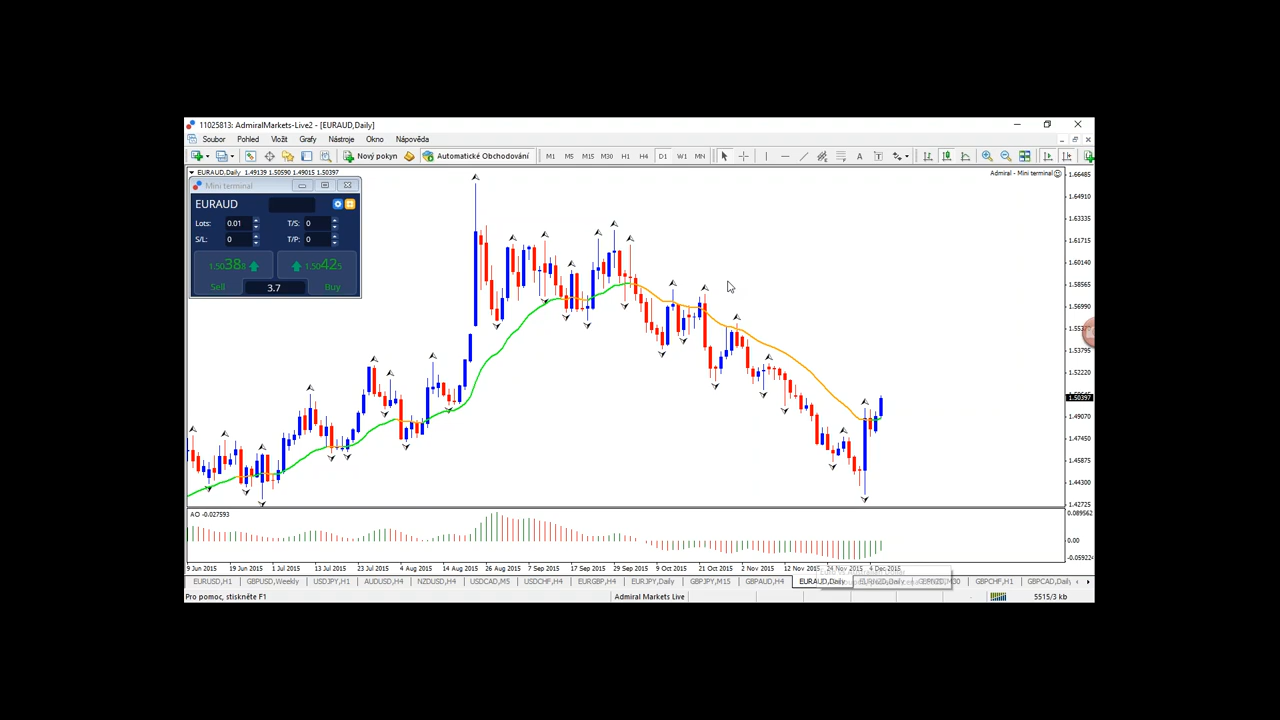 11025813: AdmiralMarkets-Live2 - [EURAUD,Daily]
Soubor Pohled Vložit Grafy Nástroje Okno Nápověda
Nový pokyn Automatické Obchodování M1 M5 M15 M30 H1 H4 D1 W1 MN A T
EURAUD,Daily 1.49139 1.50590 1.49015 1.50397
Admiral - Mini terminal
Mini terminal
EURAUD
Lots: 0.01 T/S: 0
S/L: 0 T/P: 0
1.50388 1.50425
Sell 3.7 Buy
1.66485
1.64910
1.63335
1.61715
1.60140
1.58565
1.56990
1.53795
1.52220
1.50397
1.49070
1.47450
1.45875
1.44300
1.42725
AO -0.027593
0.089562
0.00
-0.059224
9 Jun 2015 19 Jun 2015 1 Jul 2015 13 Jul 2015 23 Jul 2015 4 Aug 2015 14 Aug 2015 26 Aug 2015 7 Sep 2015 17 Sep 2015 29 Sep 2015 9 Oct 2015 21 Oct 2015 2 Nov 2015 12 Nov 2015 24 Nov 2015 4 Dec 2015
EURUSD,H1 GBPUSD,Weekly USDJPY,H1 AUDUSD,H4 NZDUSD,H4 USDCAD,M5 USDCHF,H4 EURGBP,H4 EURJPY,Daily GBPJPY,M15 GBPAUD,H4 EURAUD,Daily GBPCHF,H1 GBPCAD,Daily
Pro pomoc, stiskněte F1 Admiral Markets Live 5515/3 kb